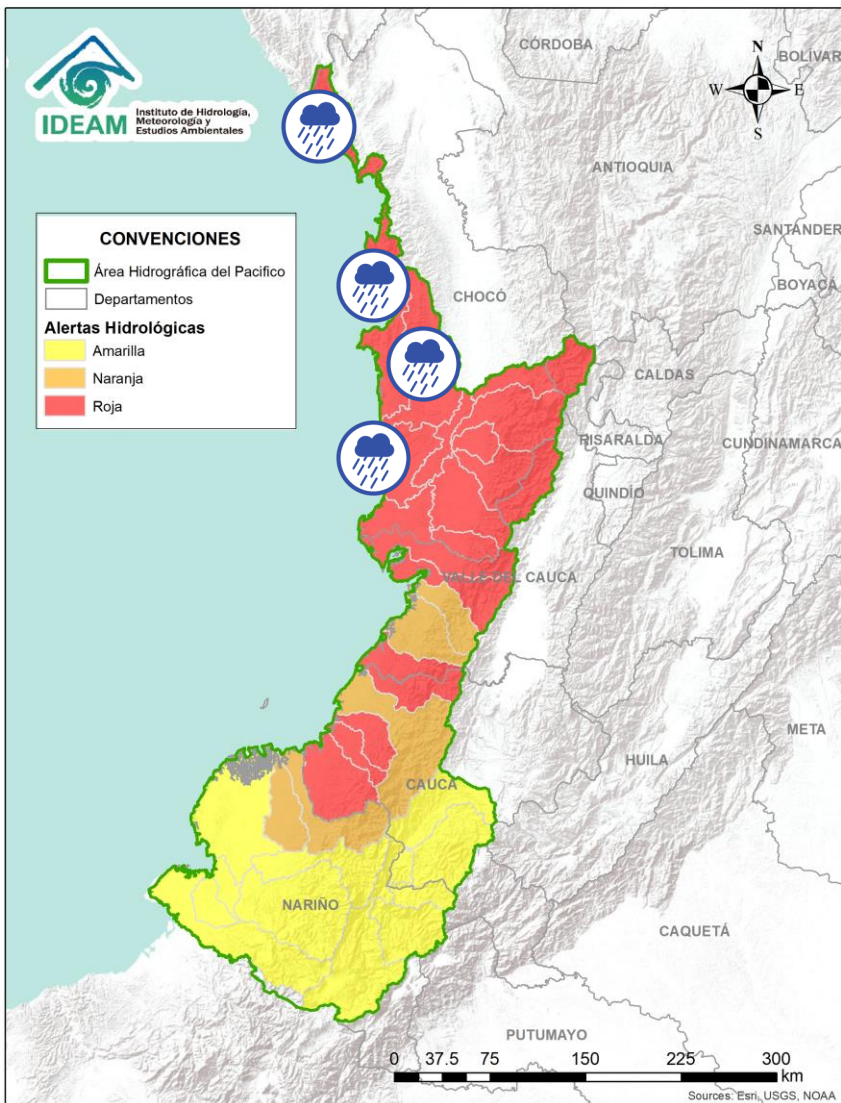 IDEAM
Instituto de Hidrología,
Meteorología y
Estudios Ambientales
CÓRDOBA
BOLÍVAR
N
W
E
S
ANTIOQUIA
SANTANDER
BOYACÁ
CONVENCIONES
Área Hidrográfica del Pacifico
Departamentos
Alertas Hidrológicas
Amarilla
Naranja
Roja
CHOCÓ
CALDAS
RISARALDA
CUNDINAMARCA
QUINDÍO
TOLIMA
VALLE DEL CAUCA
META
HUILA
CAUCA
NARIÑO
CAQUETÁ
PUTUMAYO
0 37.5 75 150 225 300
km
Sources: Esri, USGS, NOAA